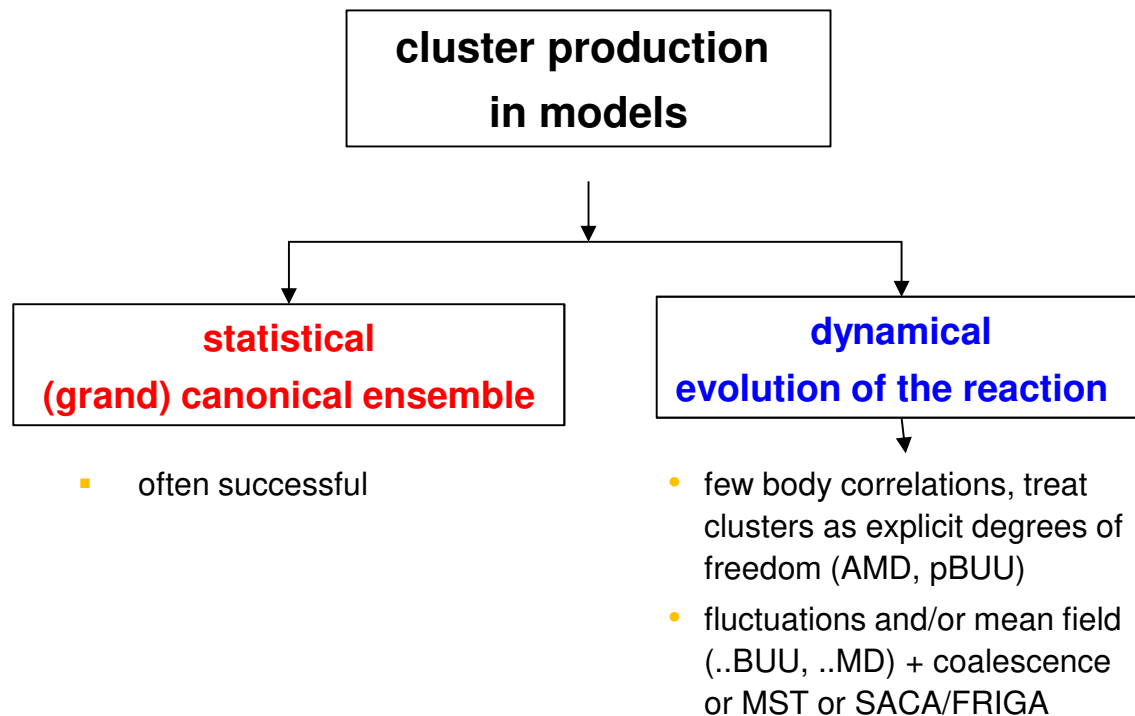 cluster production
in models
statistical
(grand) canonical ensemble
dynamical
evolution of the reaction
▪ often successful
• few body correlations, treat
clusters as explicit degrees of
freedom (AMD, pBUU)
• fluctuations and/or mean field
(..BUU, ..MD) + coalescence
or MST or SACA/FRIGA